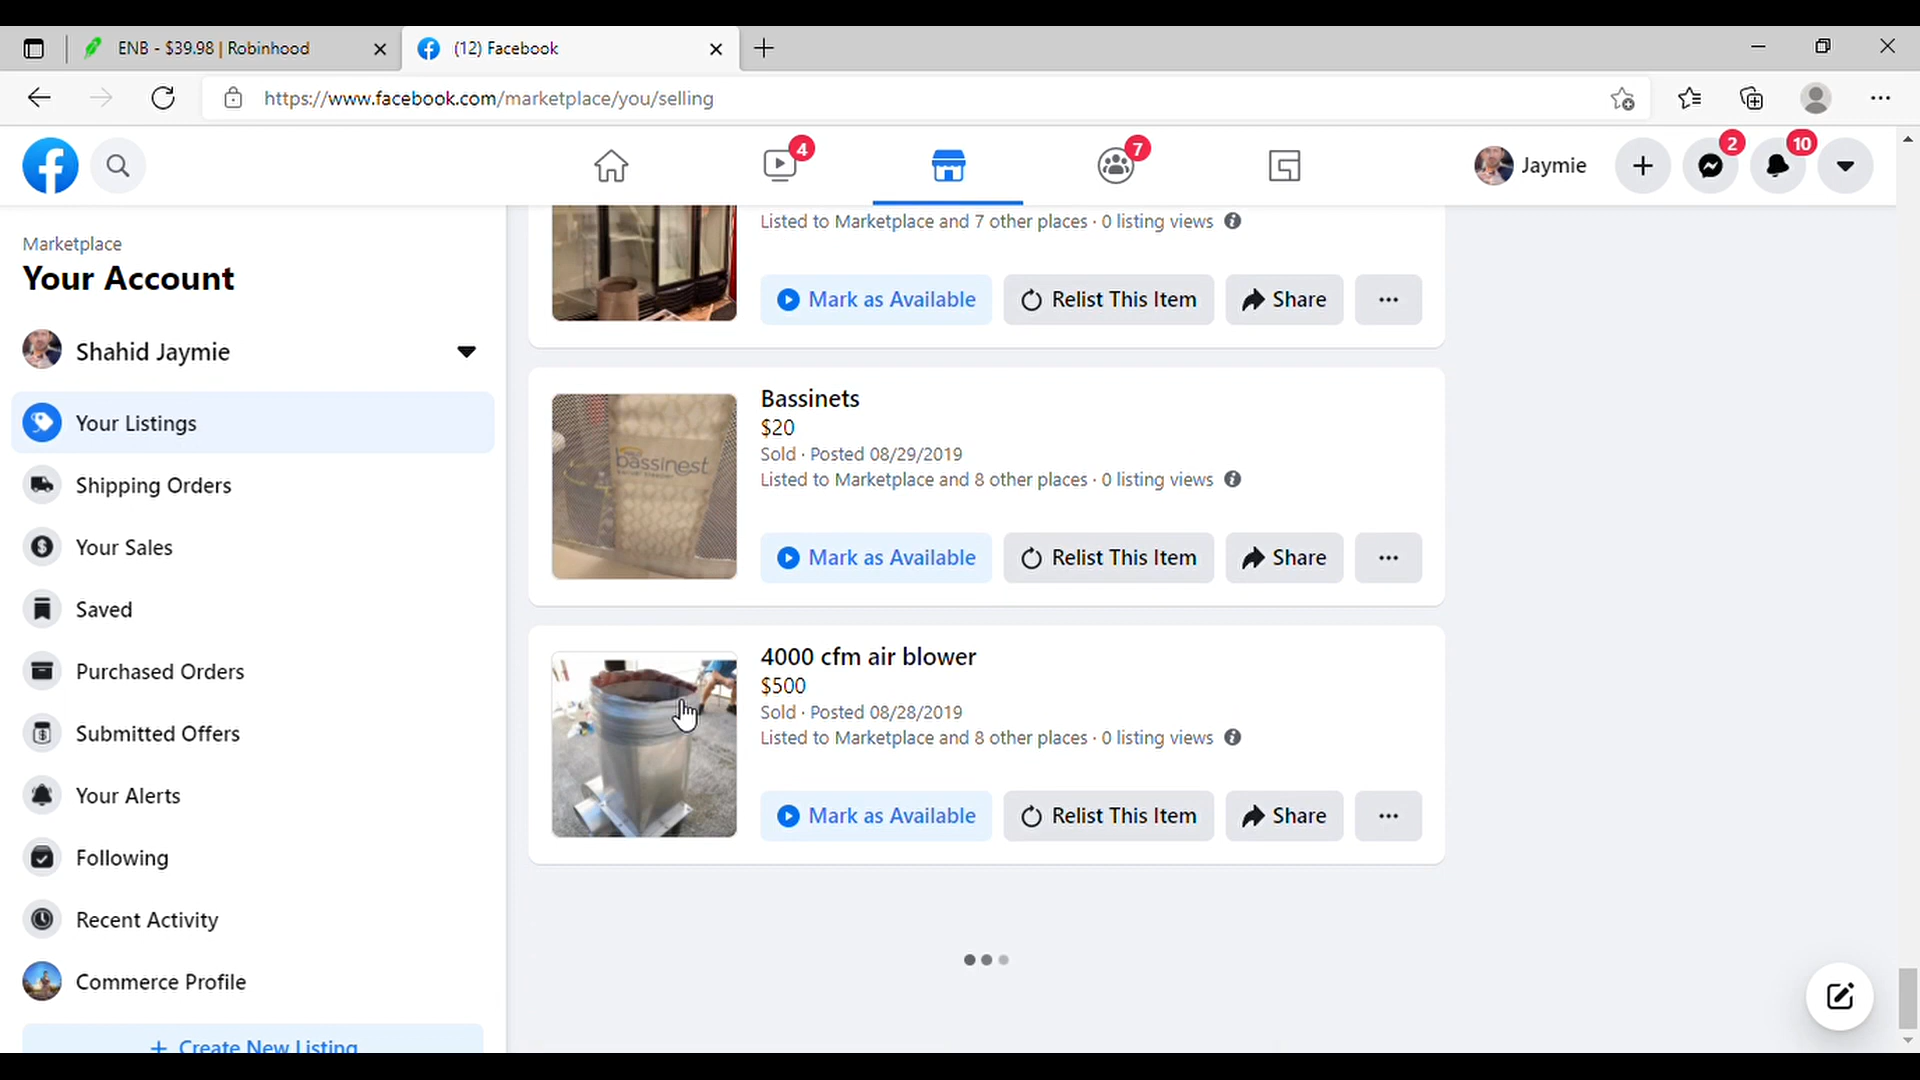 ENB - $39.98 | Robinhood
(12) Facebook
https://www.facebook.com/marketplace/you/selling
4
7
Jaymie
2
10
Marketplace
Your Account
Shahid Jaymie
Your Listings
Shipping Orders
Your Sales
Saved
Purchased Orders
Submitted Offers
Your Alerts
Following
Recent Activity
Commerce Profile
+ Create New Listing
Listed to Marketplace and 7 other places · 0 listing views
Mark as Available
Relist This Item
Share
bassinest
Bassinets
$20
Sold · Posted 08/29/2019
Listed to Marketplace and 8 other places · 0 listing views
Mark as Available
Relist This Item
Share
4000 cfm air blower
$500
Sold · Posted 08/28/2019
Listed to Marketplace and 8 other places · 0 listing views
Mark as Available
Relist This Item
Share